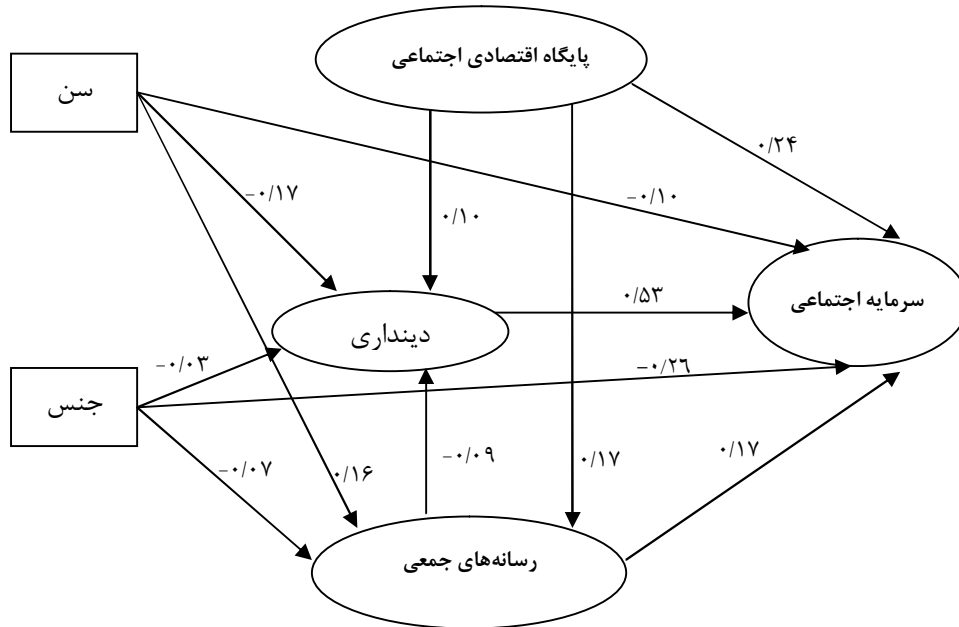 پایگاه اقتصادی اجتماعی
سن
۰/۲۴
-۰/۱۷
۰/۱۰
-۰/۱۰
سرمایه اجتماعی
۰/۵۳
دینداری
-۰/۰۳
-۰/۲۶
جنس
-۰/۰۷
۰/۱۶
-۰/۰۹
۰/۱۷
۰/۱۷
رسانه‌های جمعی